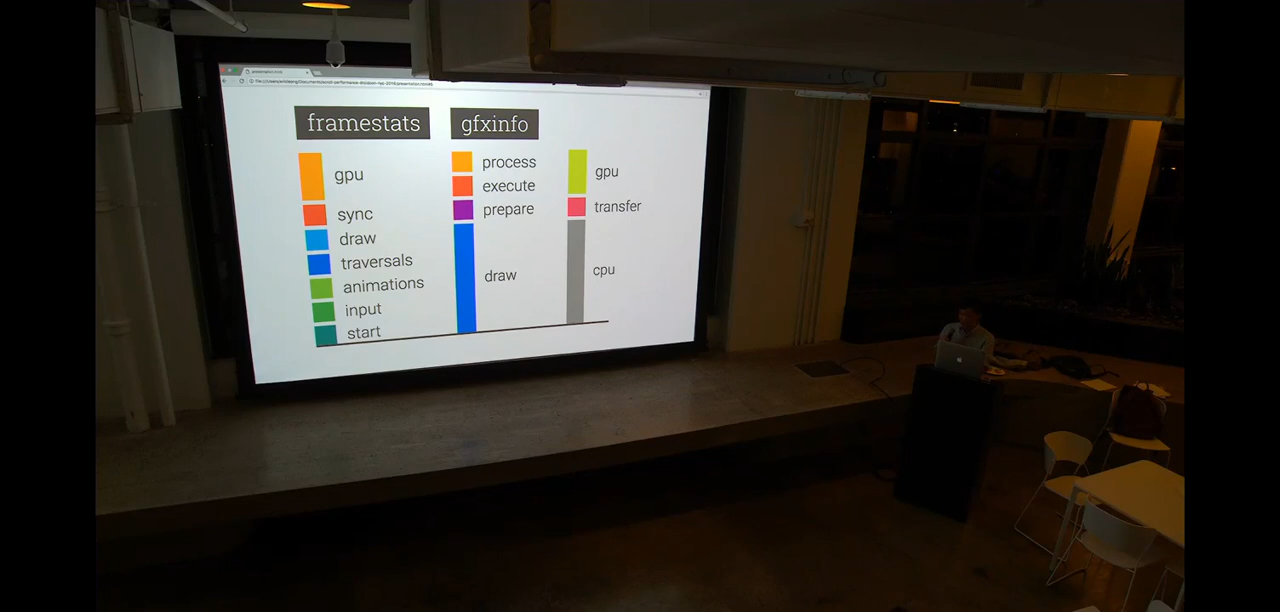 framestats
gfxinfo
gpu
sync
draw
traversals
animations
input
start
process
execute
prepare
draw
gpu
transfer
cpu